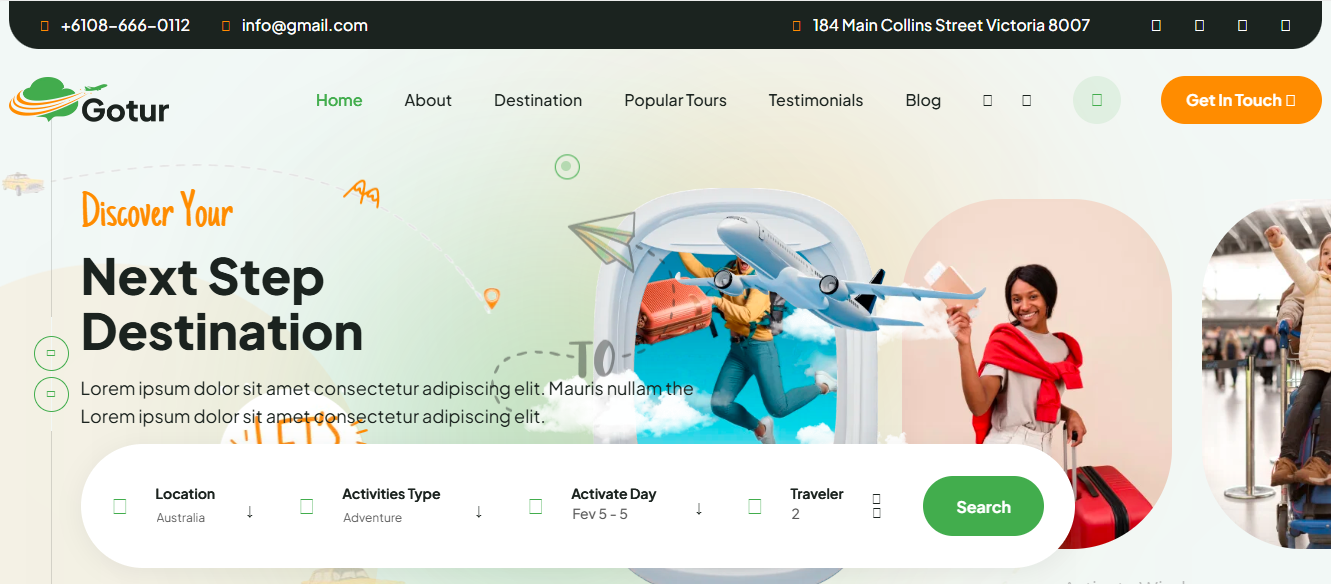 +6108-666-0112
info@gmail.com
184 Main Collins Street Victoria 8007
Gotur
Home
About
Destination
Popular Tours
Testimonials
Blog
Get In Touch
Discover Your
Next Step
Destination
TO
Lorem ipsum dolor sit amet consectetur adipiscing elit. Mauris nullam the
Lorem ipsum dolor sit amet consectetur adipiscing elit.
LETS
Location
Australia
↓
Activities Type
Adventure
↓
Activate Day
Fev 5 - 5
↓
Traveler
2
Search